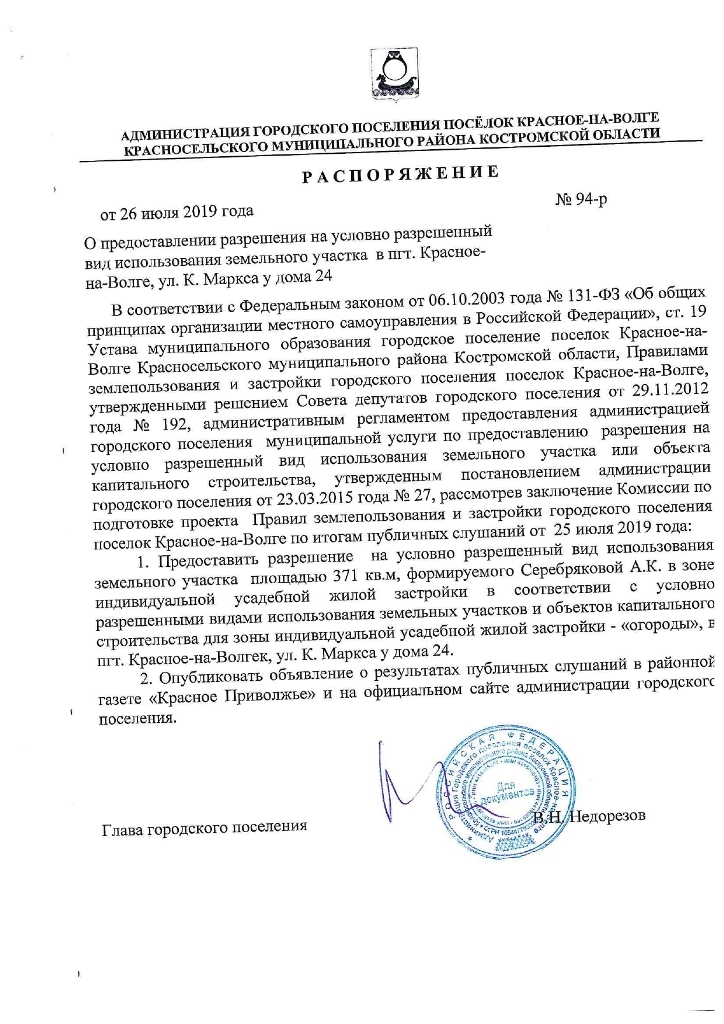 АДМИНИСТРАЦИЯ ГОРОДСКОГО ПОСЕЛЕНИЯ ПОСЁЛОК КРАСНОЕ-НА-ВОЛГЕ
КРАСНОСЕЛЬСКОГО МУНИЦИПАЛЬНОГО РАЙОНА КОСТРОМСКОЙ ОБЛАСТИ
РАСПОРЯЖЕНИЕ
от 26 июля 2019 года № 94-р
О предоставлении разрешения на условно разрешенный
вид использования земельного участка в пгт. Красное-
на-Волге, ул. К. Маркса у дома 24
В соответствии с Федеральным законом от 06.10.2003 года № 131-ФЗ «Об общих
принципах организации местного самоуправления в Российской Федерации», ст. 19
Устава муниципального образования городское поселение поселок Красное-на-
Волге Красносельского муниципального района Костромской области, Правилами
землепользования и застройки городского поселения поселок Красное-на-Волге,
утвержденными решением Совета депутатов городского поселения от 29.11.2012
года № 192, административным регламентом предоставления администрацией
городского поселения муниципальной услуги по предоставлению разрешения на
условно разрешенный вид использования земельного участка или объекта
капитального строительства, утвержденным постановлением администрации
городского поселения от 23.03.2015 года № 27, рассмотрев заключение Комиссии по
подготовке проекта Правил землепользования и застройки городского поселения
поселок Красное-на-Волге по итогам публичных слушаний от 25 июля 2019 года:
1. Предоставить разрешение на условно разрешенный вид использования
земельного участка площадью 371 кв.м, формируемого Серебряковой А.К. в зоне
индивидуальной усадебной жилой застройки в соответствии с условно
разрешенными видами использования земельных участков и объектов капитального
строительства для зоны индивидуальной усадебной жилой застройки - «огороды», в
пгт. Красное-на-Волгек, ул. К. Маркса у дома 24.
2. Опубликовать объявление о результатах публичных слушаний в районной
газете «Красное Приволжье» и на официальном сайте администрации городского
поселения.
Глава городского поселения В.Н. Недорезов
РОССИЙСКАЯ ФЕДЕРАЦИЯ
Администрация городского поселения поселок Красное-на-Волге
Для
документов